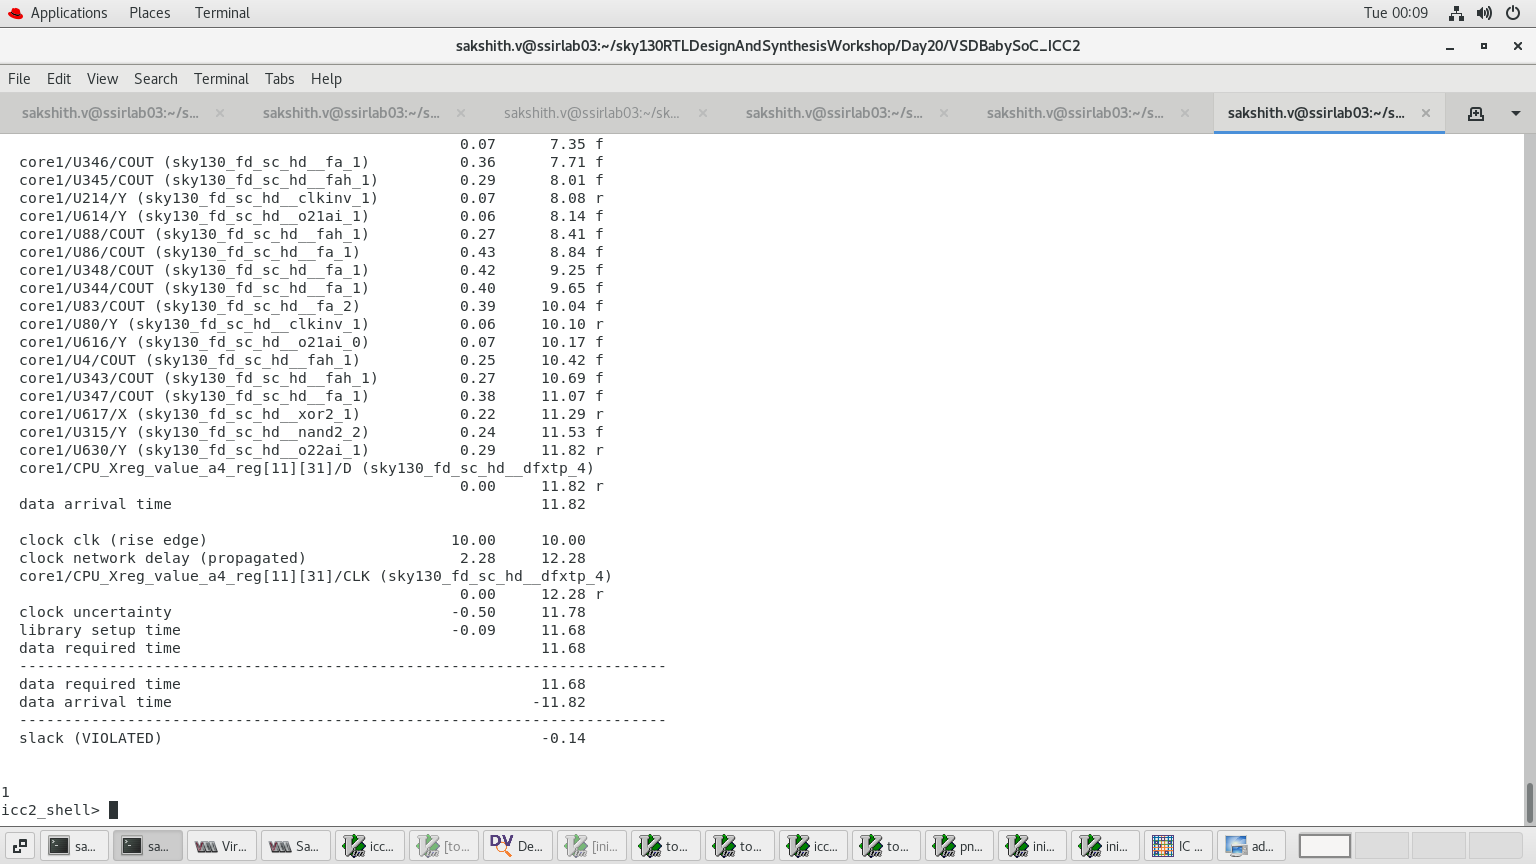 Applications Places Terminal Tue 00:09
sakshith.v@ssirlab03:~/sky130RTLDesignAndSynthesisWorkshop/Day20/VSDBabySoC_ICC2
File Edit View Search Terminal Tabs Help
sakshith.v@ssirlab03:~/s... sakshith.v@ssirlab03:~/s... sakshith.v@ssirlab03:~/sk... sakshith.v@ssirlab03:~/s... sakshith.v@ssirlab03:~/s... sakshith.v@ssirlab03:~/s...
0.07 7.35 f
core1/U346/COUT (sky130_fd_sc_hd__fa_1) 0.36 7.71 f
core1/U345/COUT (sky130_fd_sc_hd__fah_1) 0.29 8.01 f
core1/U214/Y (sky130_fd_sc_hd__clkinv_1) 0.07 8.08 r
core1/U614/Y (sky130_fd_sc_hd__o21ai_1) 0.06 8.14 f
core1/U88/COUT (sky130_fd_sc_hd__fah_1) 0.27 8.41 f
core1/U86/COUT (sky130_fd_sc_hd__fa_1) 0.43 8.84 f
core1/U348/COUT (sky130_fd_sc_hd__fa_1) 0.42 9.25 f
core1/U344/COUT (sky130_fd_sc_hd__fa_1) 0.40 9.65 f
core1/U83/COUT (sky130_fd_sc_hd__fa_2) 0.39 10.04 f
core1/U80/Y (sky130_fd_sc_hd__clkinv_1) 0.06 10.10 r
core1/U616/Y (sky130_fd_sc_hd__o21ai_0) 0.07 10.17 f
core1/U4/COUT (sky130_fd_sc_hd__fah_1) 0.25 10.42 f
core1/U343/COUT (sky130_fd_sc_hd__fah_1) 0.27 10.69 f
core1/U347/COUT (sky130_fd_sc_hd__fa_1) 0.38 11.07 f
core1/U617/X (sky130_fd_sc_hd__xor2_1) 0.22 11.29 r
core1/U315/Y (sky130_fd_sc_hd__nand2_2) 0.24 11.53 f
core1/U630/Y (sky130_fd_sc_hd__o22ai_1) 0.29 11.82 r
core1/CPU_Xreg_value_a4_reg[11][31]/D (sky130_fd_sc_hd__dfxtp_4)
0.00 11.82 r
data arrival time 11.82
clock clk (rise edge) 10.00 10.00
clock network delay (propagated) 2.28 12.28
core1/CPU_Xreg_value_a4_reg[11][31]/CLK (sky130_fd_sc_hd__dfxtp_4)
0.00 12.28 r
clock uncertainty -0.50 11.78
library setup time -0.09 11.68
data required time 11.68
------------------------------------------------------------------------
data required time 11.68
data arrival time -11.82
------------------------------------------------------------------------
slack (VIOLATED) -0.14
1
icc2_shell>
sa... sa... Vir... Sa... icc... [to... De... [ini... to... to... icc... to... pn... ini... ini... IC ... ad...